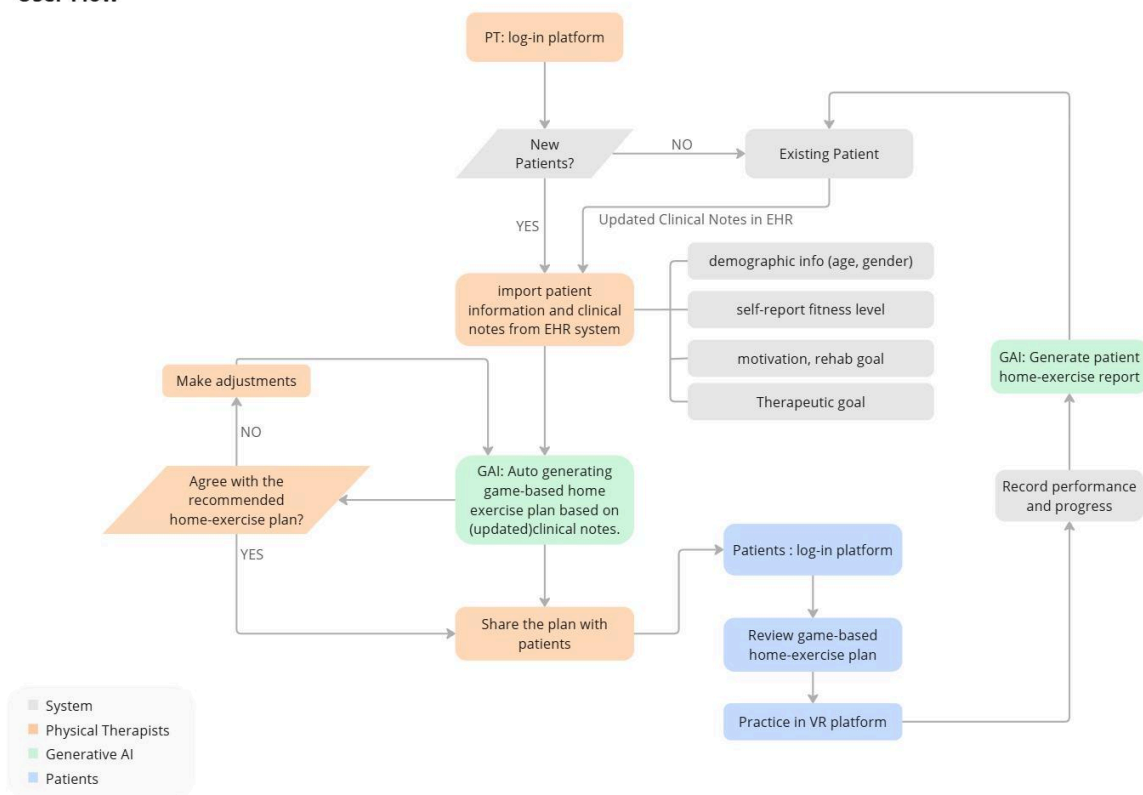 PT: log-in platform
New
Patients?
NO
Existing Patient
YES
Updated Clinical Notes in EHR
import patient
information and clinical
notes from EHR system
demographic info (age, gender)
self-report fitness level
motivation, rehab goal
Therapeutic goal
GAI: Generate patient
home-exercise report
Make adjustments
NO
Agree with the
recommended
home-exercise plan?
YES
GAI: Auto generating
game-based home
exercise plan based on
(updated)clinical notes.
Record performance
and progress
Share the plan with
patients
Patients : log-in platform
Review game-based
home-exercise plan
Practice in VR platform
System
Physical Therapists
Generative AI
Patients